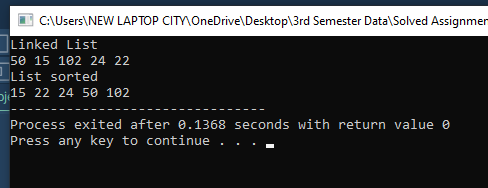 C:\Users\NEW LAPTOP CITY\OneDrive\Desktop\3rd Semester Data\Solved Assignmen
Linked List
50 15 102 24 22
List sorted
15 22 24 50 102
--------------------------------
Process exited after 0.1368 seconds with return value 0
Press any key to continue . . .